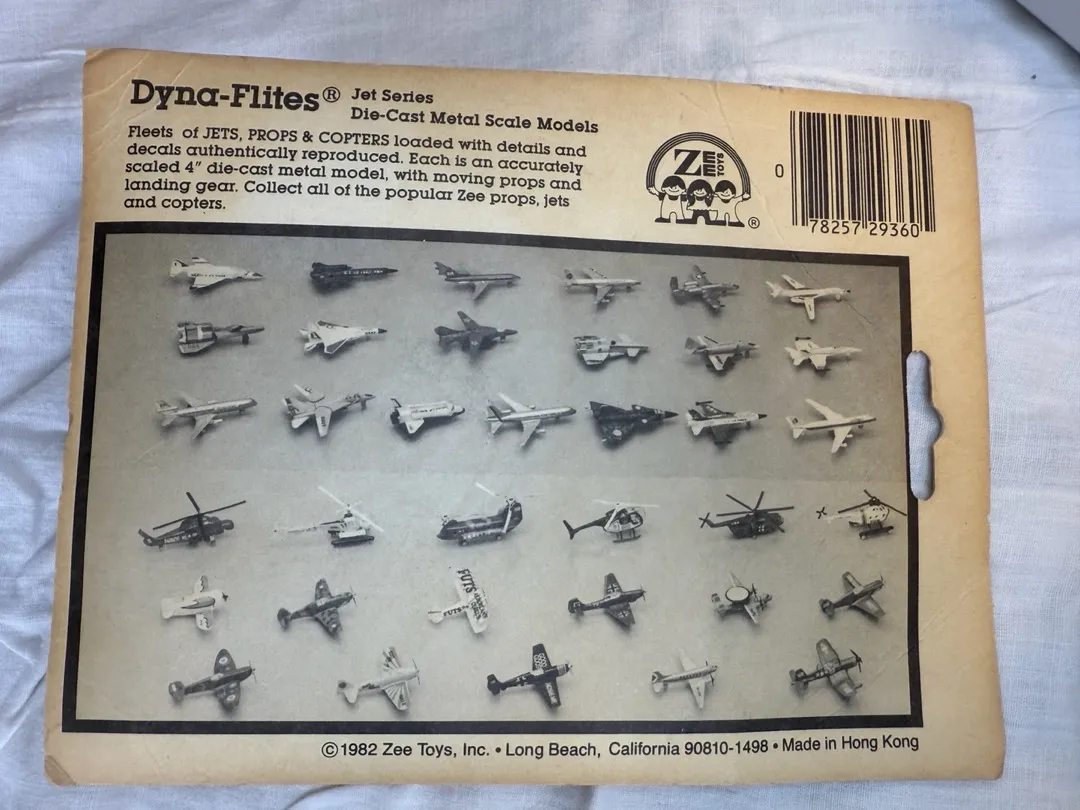 Dyna-Flites® Jet Series
Die-Cast Metal Scale Models
Fleets of JETS, PROPS & COPTERS loaded with details and
decals authentically reproduced. Each is an accurately
scaled 4" die-cast metal model, with moving props and
landing gear. Collect all of the popular Zee props, jets
and copters.
ZEE
TOYS
®
0
78257 29360
FUTS
FUTS
©1982 Zee Toys, Inc. • Long Beach, California 90810-1498 • Made in Hong Kong